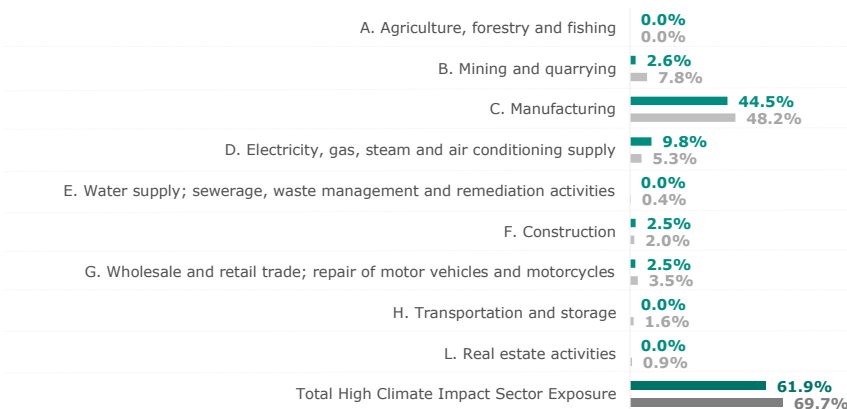 A. Agriculture, forestry and fishing 0.0%
0.0%
B. Mining and quarrying 2.6%
7.8%
C. Manufacturing 44.5%
48.2%
D. Electricity, gas, steam and air conditioning supply 9.8%
5.3%
E. Water supply; sewerage, waste management and remediation activities 0.0%
0.4%
F. Construction 2.5%
2.0%
G. Wholesale and retail trade; repair of motor vehicles and motorcycles 2.5%
3.5%
H. Transportation and storage 0.0%
1.6%
L. Real estate activities 0.0%
0.9%
Total High Climate Impact Sector Exposure 61.9%
69.7%